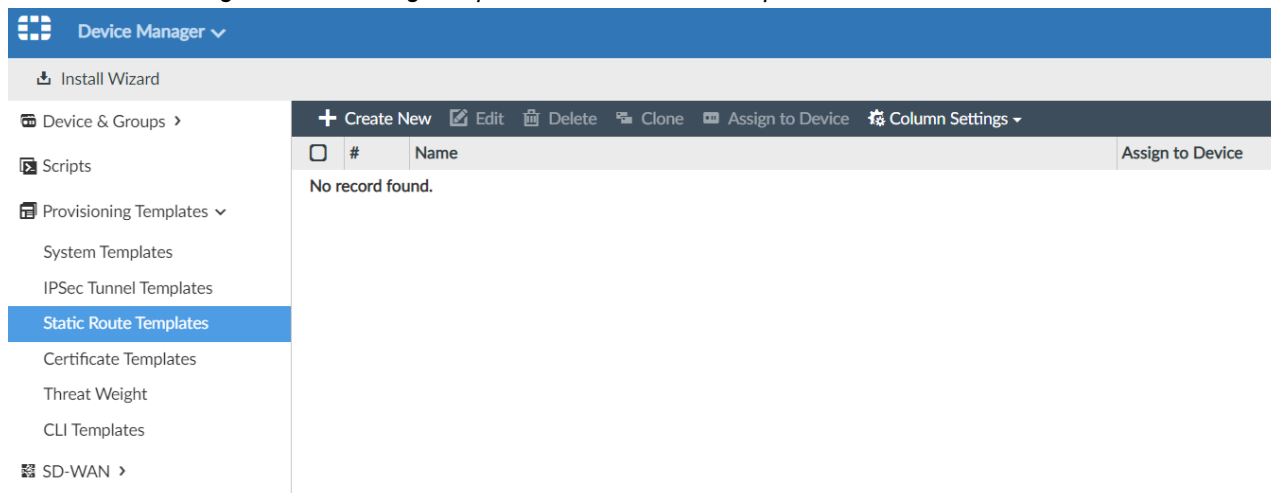 Device Manager
Install Wizard
Device & Groups
Scripts
Provisioning Templates
System Templates
IPSec Tunnel Templates
Static Route Templates
Certificate Templates
Threat Weight
CLI Templates
SD-WAN
Create New Edit Delete Clone Assign to Device Column Settings
# Name Assign to Device
No record found.